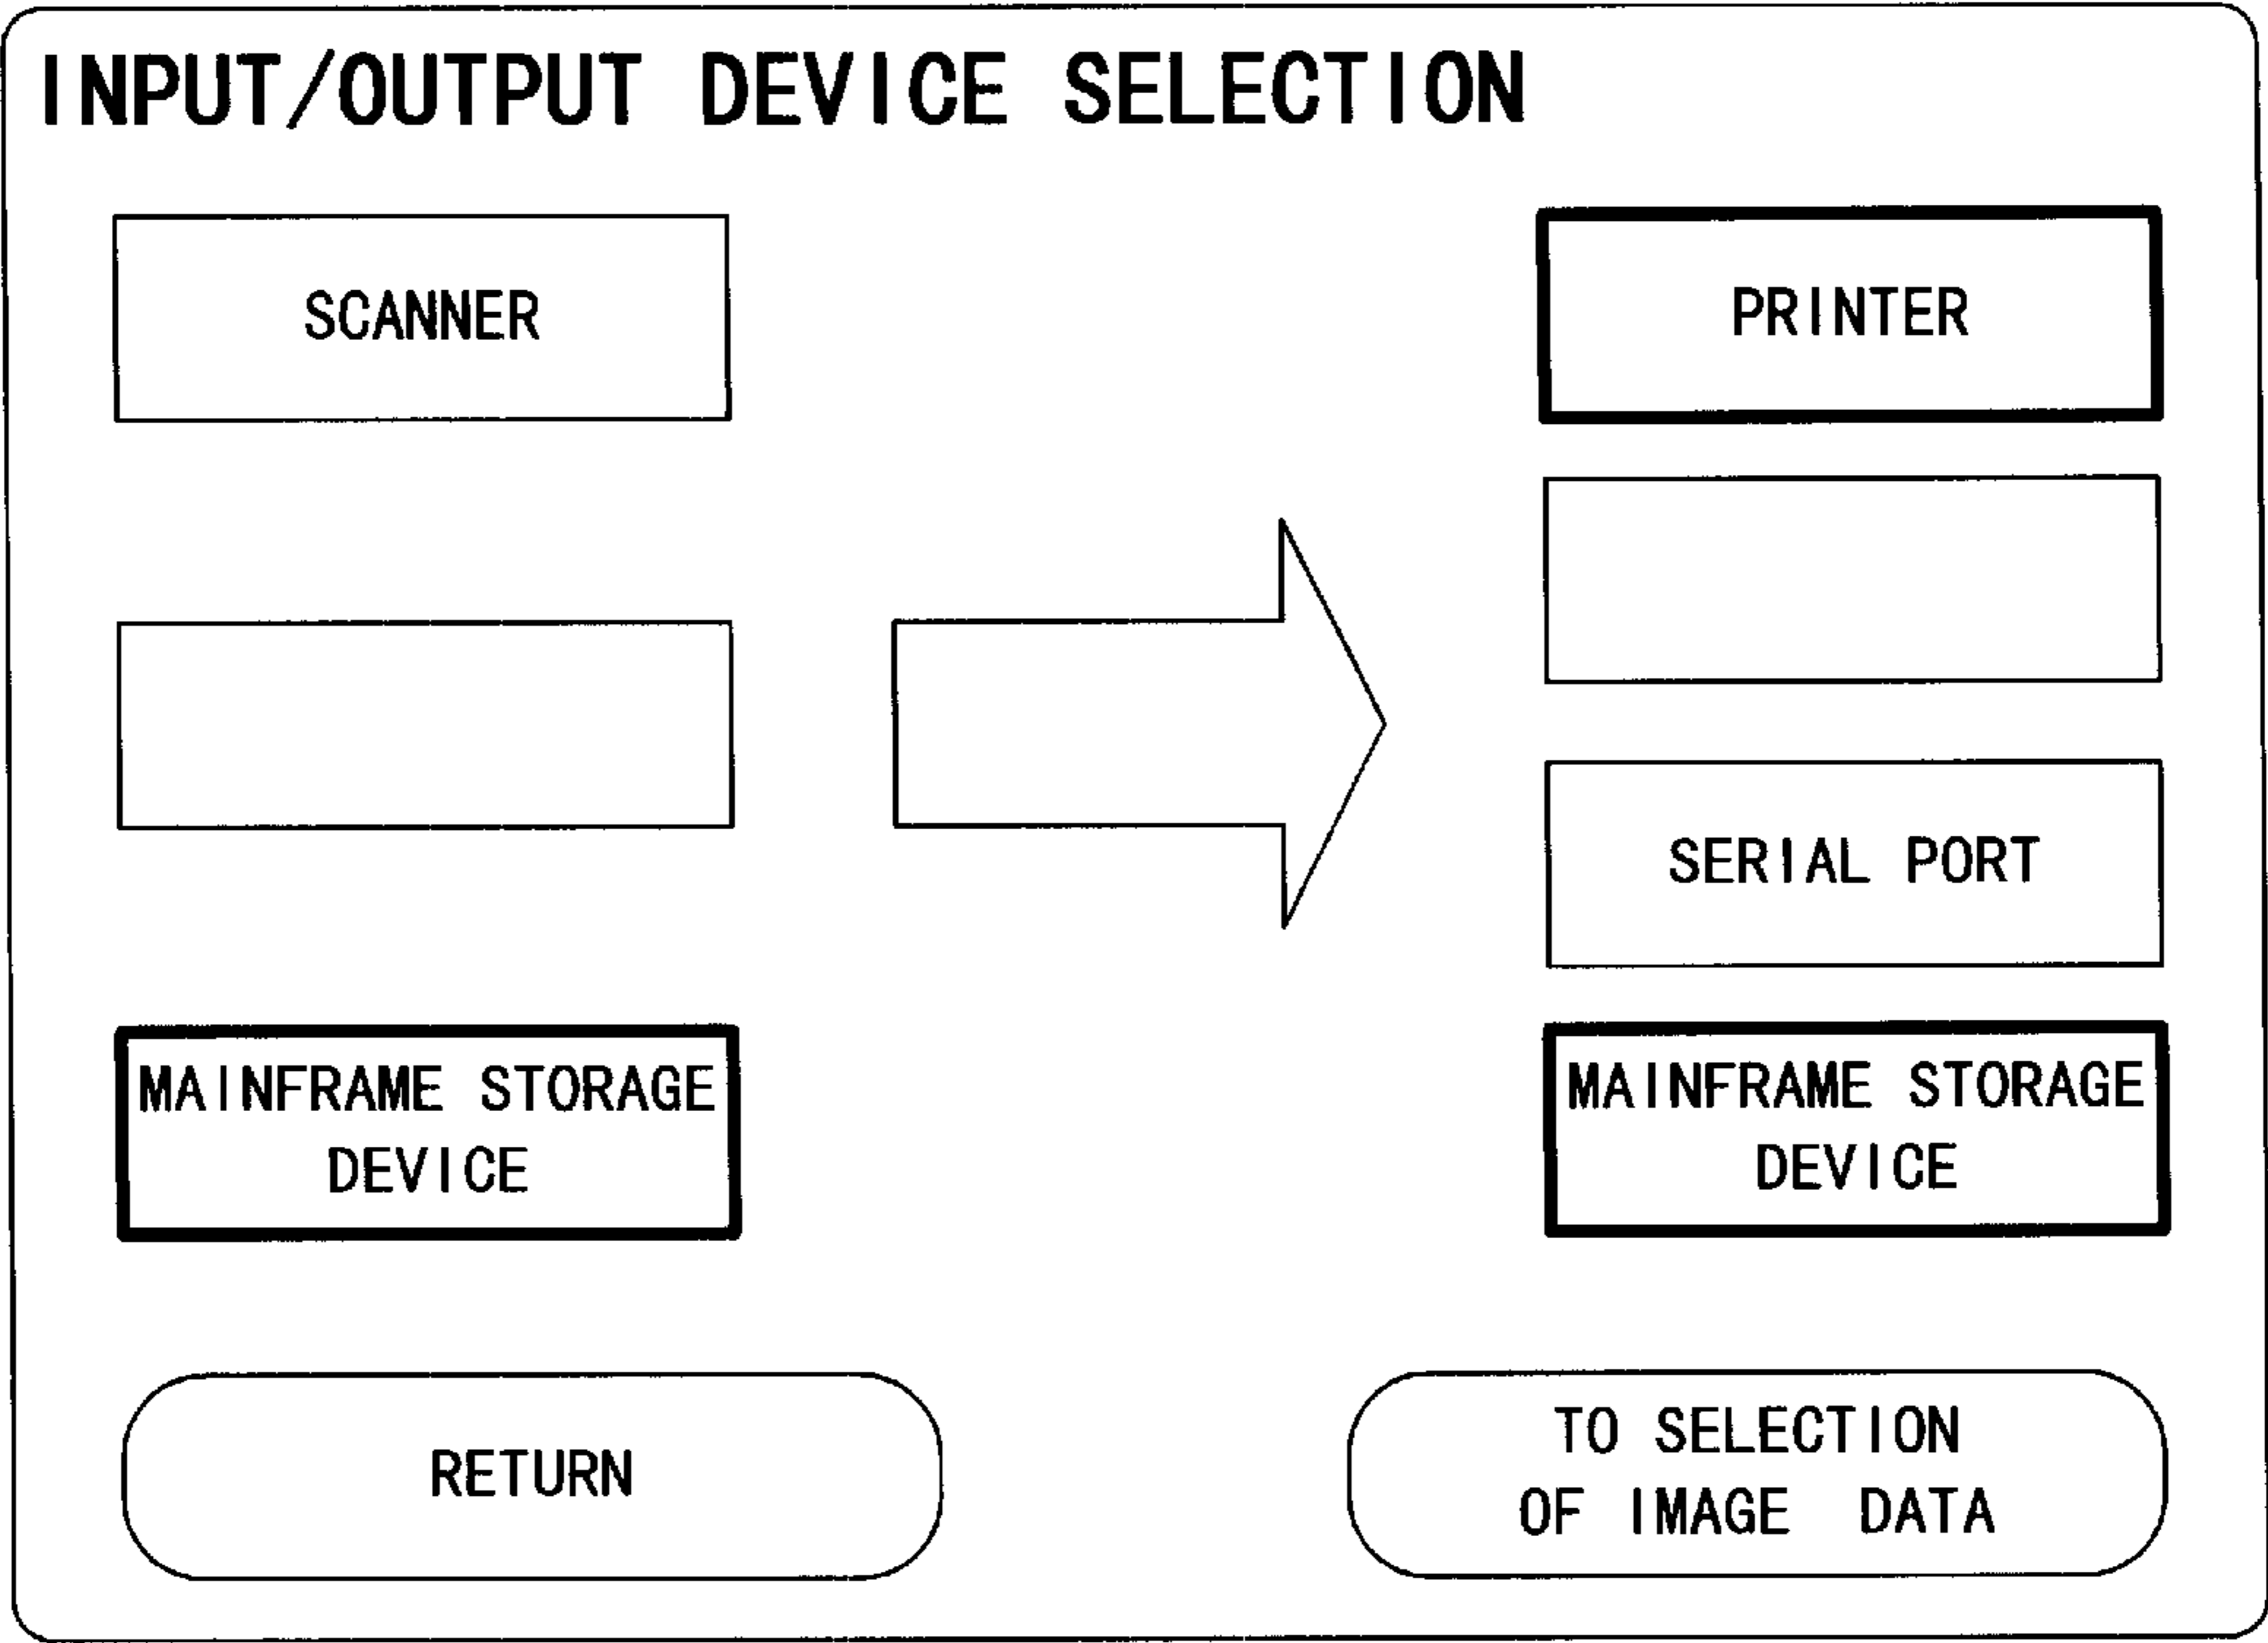 INPUT/OUTPUT DEVICE SELECTION
SCANNER
PRINTER
SERIAL PORT
MAINFRAME STORAGE
DEVICE
MAINFRAME STORAGE
DEVICE
RETURN
TO SELECTION
OF IMAGE DATA